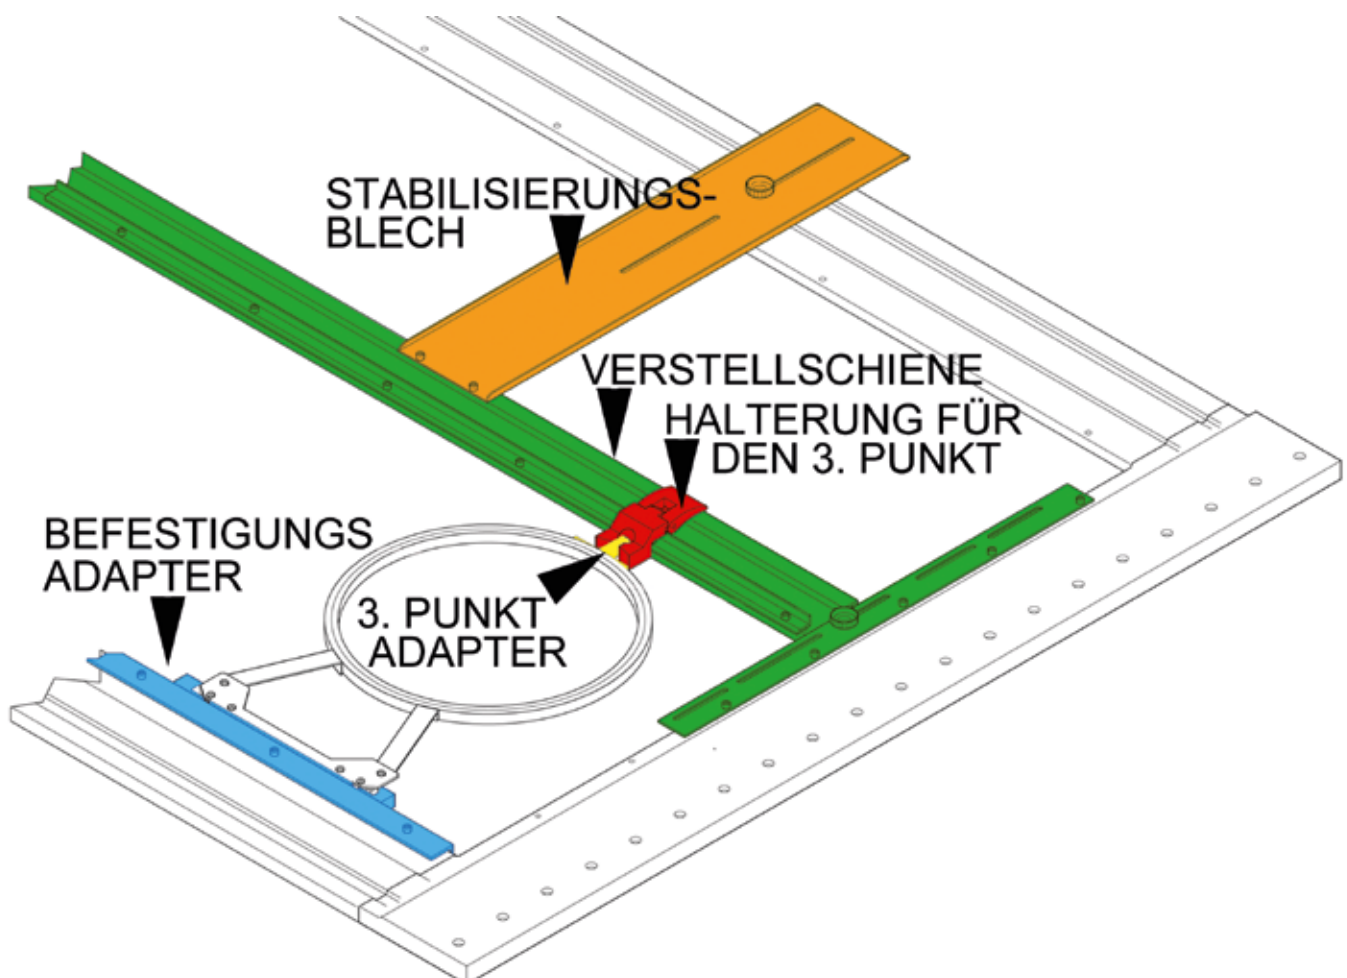 STABILISIERUNGS-
BLECH
VERSTELLSCHIENE
HALTERUNG FÜR
DEN 3. PUNKT
BEFESTIGUNGS
ADAPTER
3. PUNKT
ADAPTER